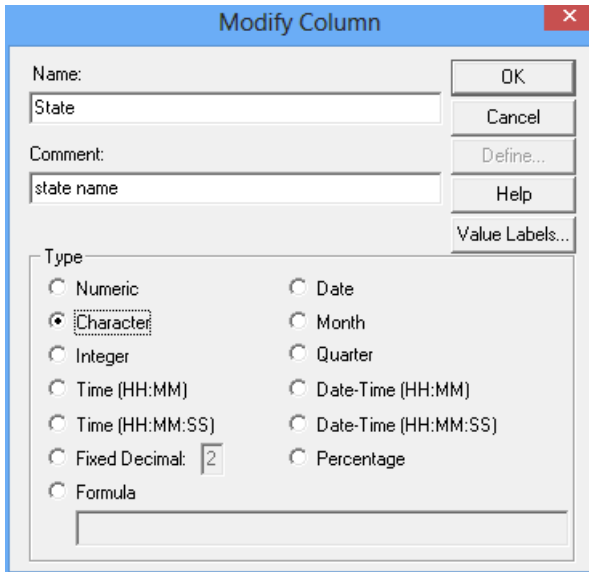 Modify Column
Name:
State
Comment:
state name
OK
Cancel
Define...
Help
Value Labels...
Type
Numeric
Character
Integer
Time (HH:MM)
Time (HH:MM:SS)
Fixed Decimal: 2
Formula
Date
Month
Quarter
Date-Time (HH:MM)
Date-Time (HH:MM:SS)
Percentage